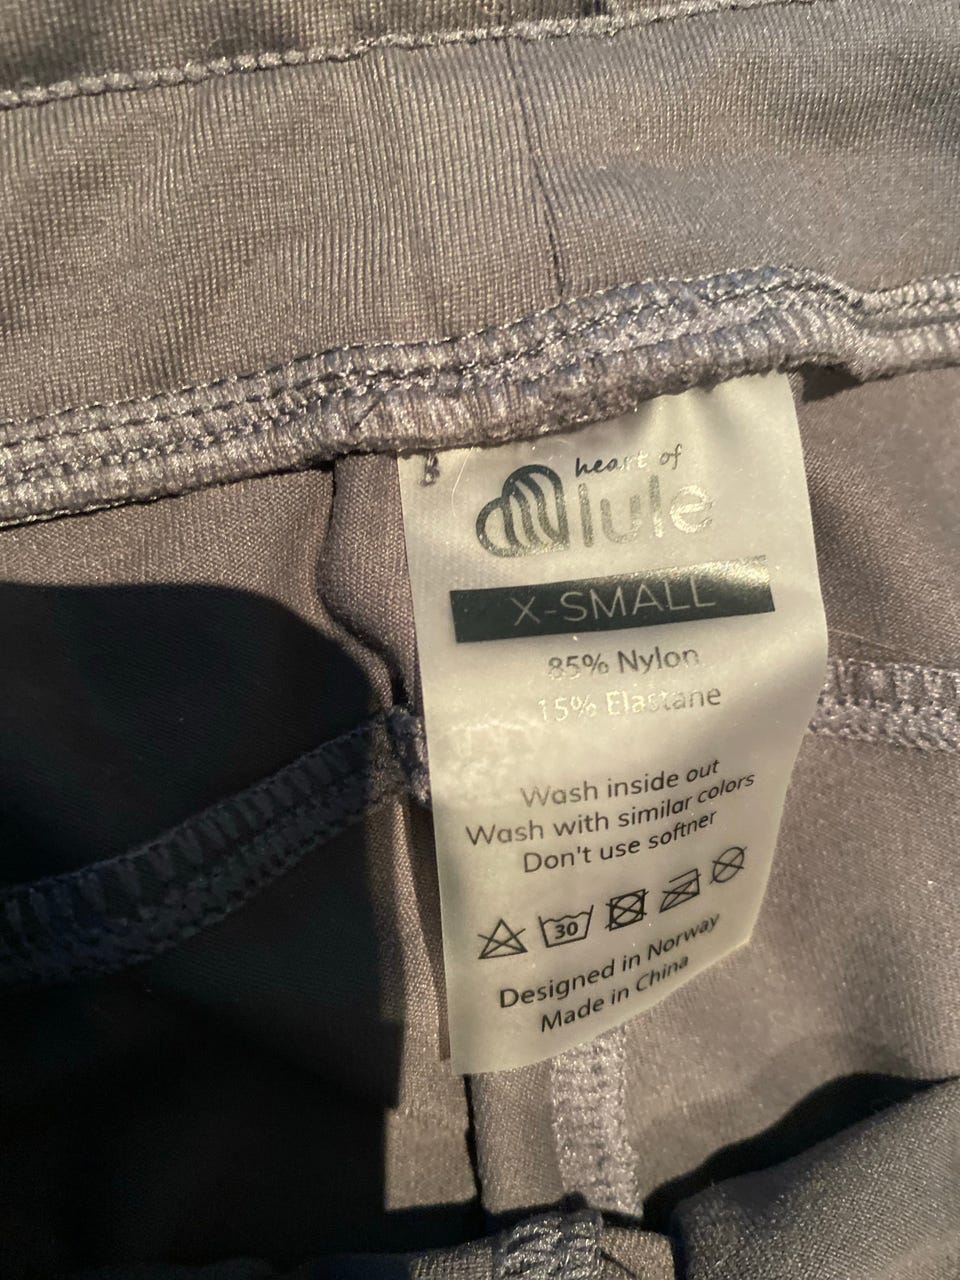 heart of
lule
X-SMALL
85% Nylon
15% Elastane
Wash inside out
Wash with similar colors
Don't use softner
30
Designed in Norway
Made in China